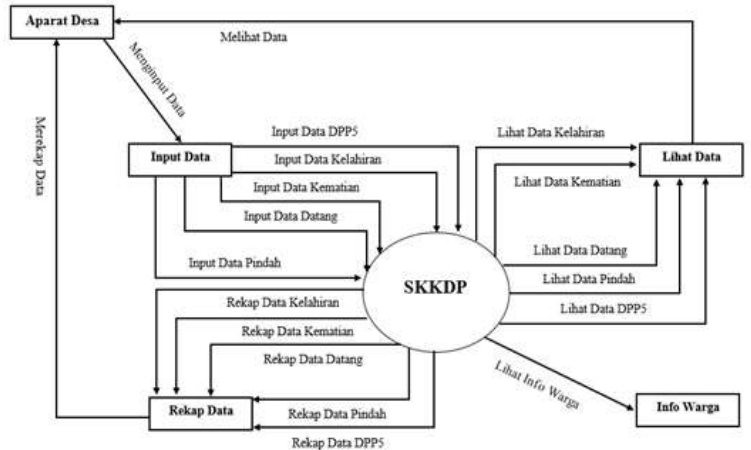 Aparat Desa
Melihat Data
Menginput Data
Merekap Data
Input Data DPP5
Lihat Data Kelahiran
Input Data
Input Data Kelahiran
Lihat Data
Input Data Kematian
Lihat Data Kematian
Input Data Datang
Lihat Data Datang
Input Data Pindah
Lihat Data Pindah
SKKDP
Rekap Data Kelahiran
Lihat Data DPP5
Rekap Data Kematian
Rekap Data Datang
Lihat Info Warga
Rekap Data
Rekap Data Pindah
Info Warga
Rekap Data DPP5